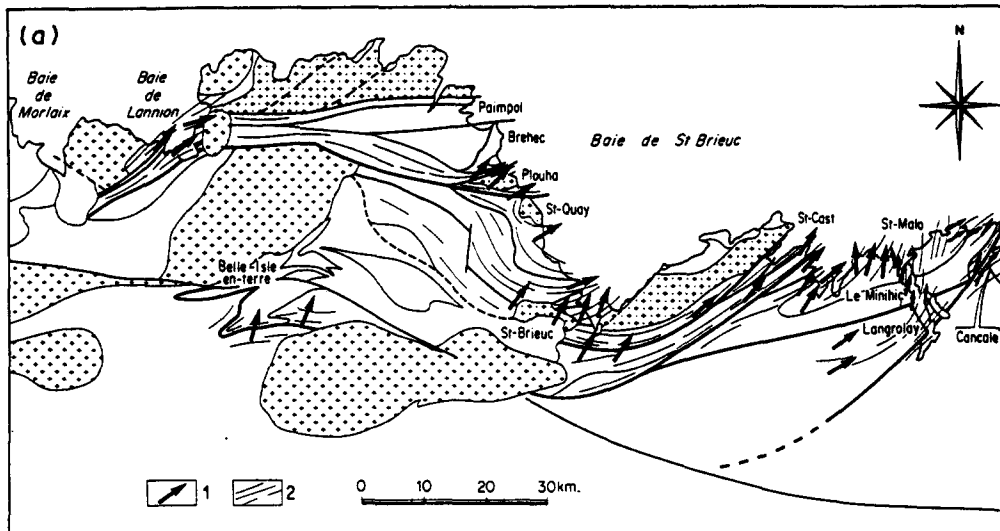 (a)
Baie
de
Morlaix
Baie
de
Lannion
N
Paimpol
Brehec
Baie de St Brieuc
Plouha
St-Quay
St-Cast
St-Malo
Belle-Isle
en-terre
Le Minihic
St-Brieuc
Langrolay
Cancale
1
2
0 10 20 30km.